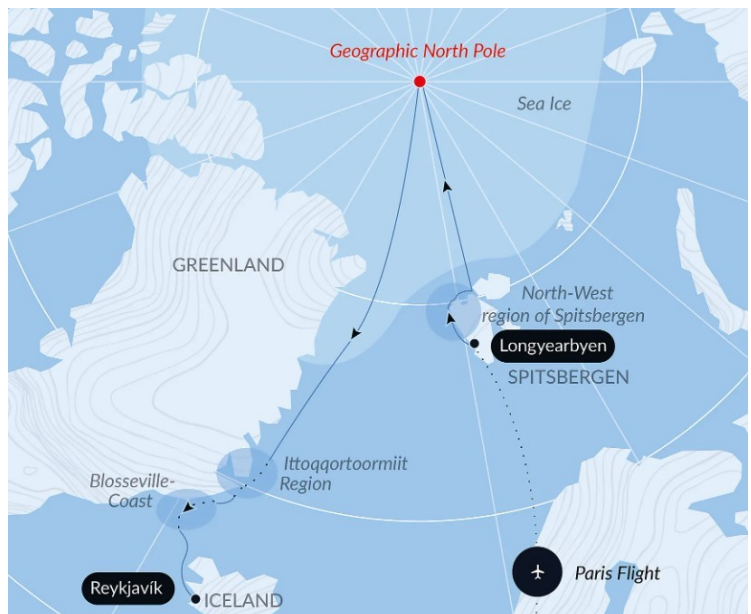 Geographic North Pole
Sea Ice
GREENLAND
North-West
region of Spitsbergen
Longyearbyen
SPITSBERGEN
Ittoqqortoormiit
Region
Blosseville-
Coast
Paris Flight
Reykjavík
ICELAND